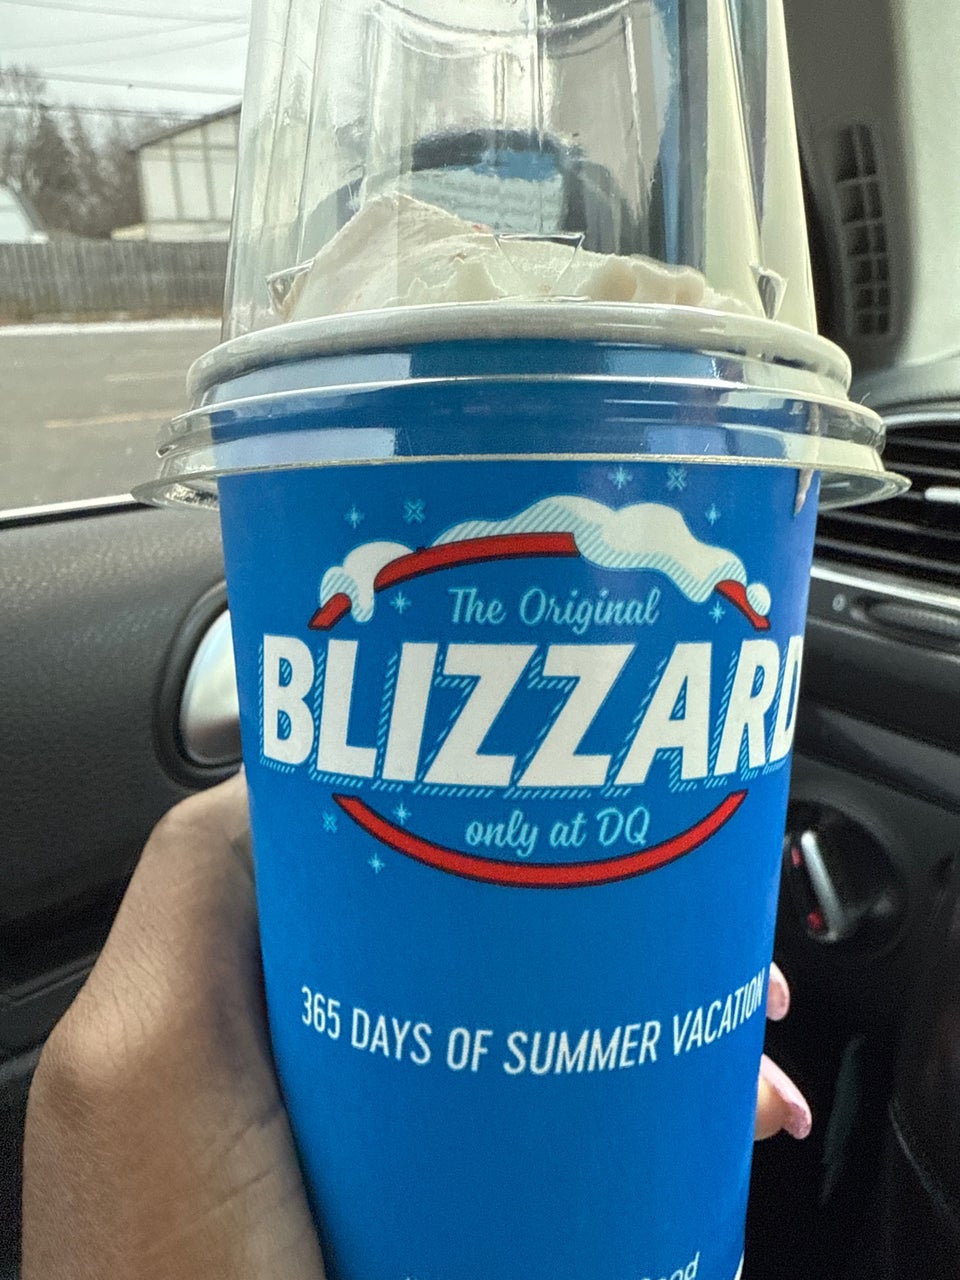 The Original
BLIZZARD
only at DQ
365 DAYS OF SUMMER VACATION